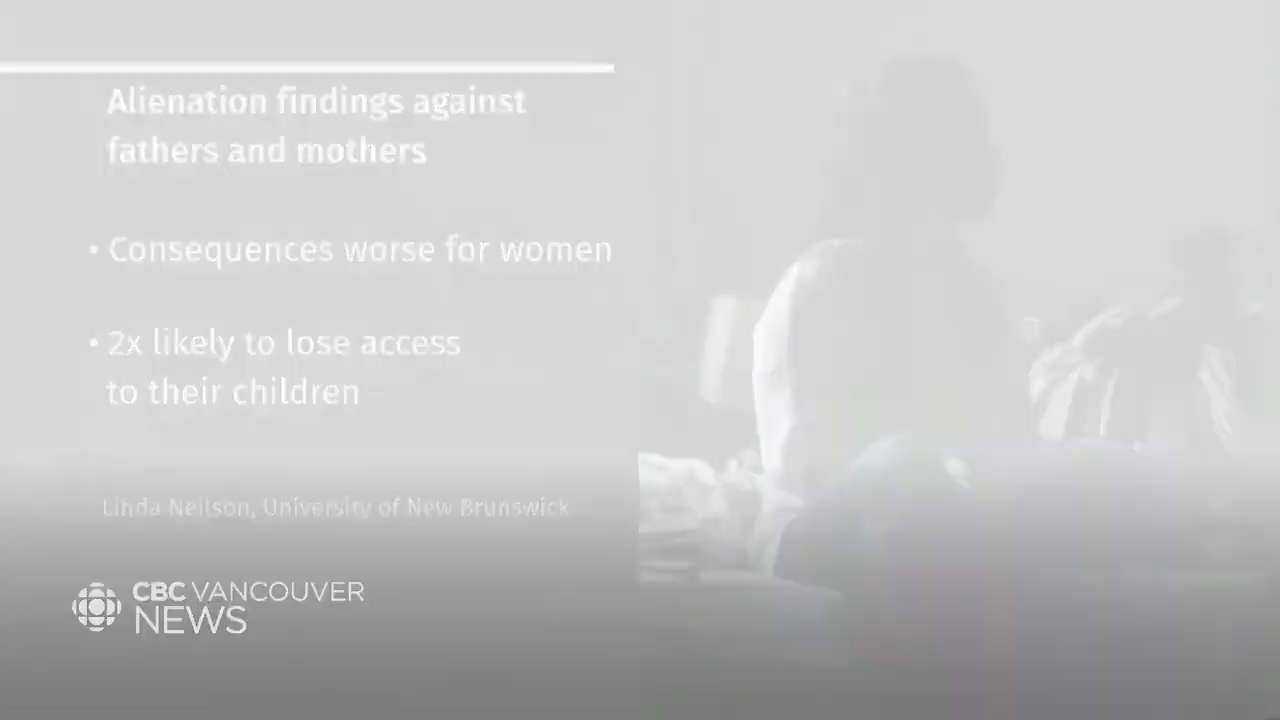 Alienation findings against
fathers and mothers
• Consequences worse for women
• 2x likely to lose access
to their children
Linda Neilson, University of New Brunswick
CBC VANCOUVER
NEWS